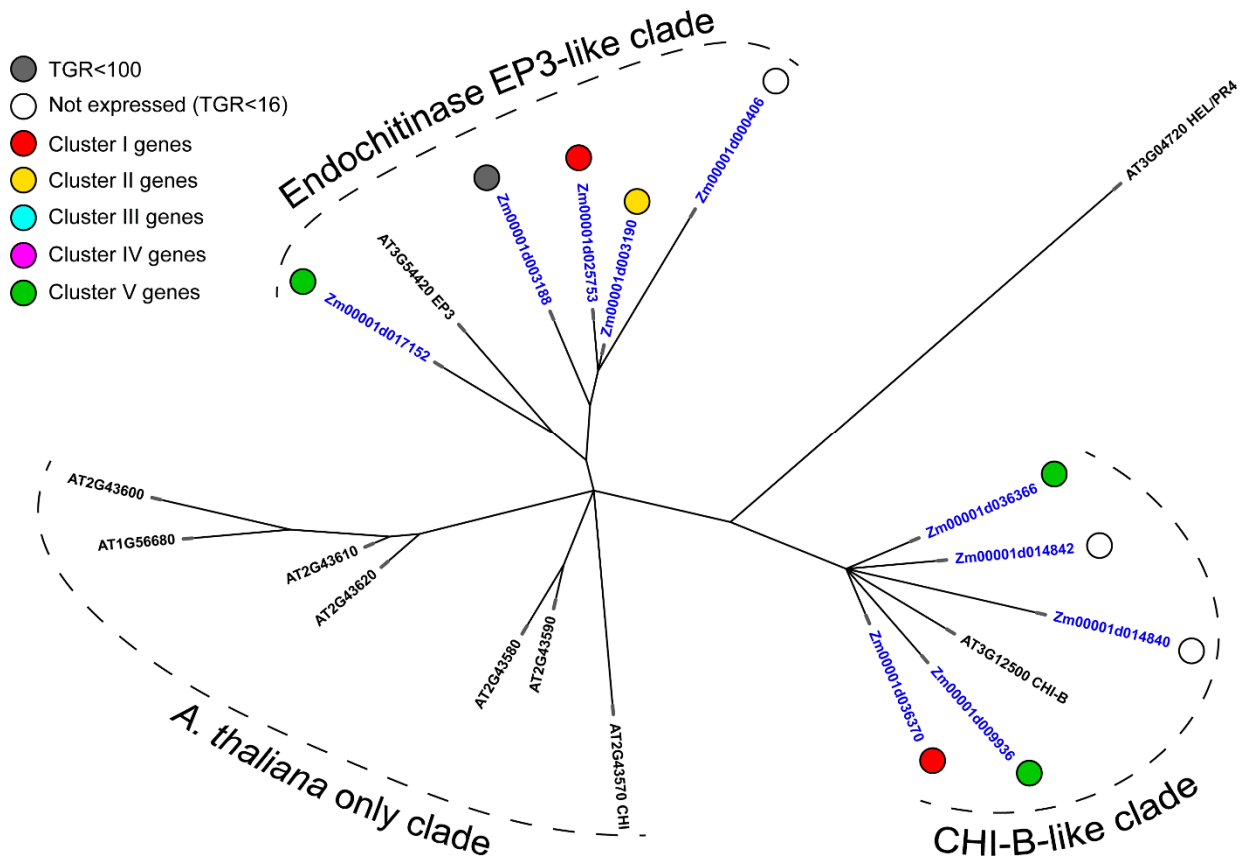 TGR<100
Not expressed (TGR<16)
Cluster I genes
Cluster II genes
Cluster III genes
Cluster IV genes
Cluster V genes
Endochitinase EP3-like clade
Zm00001d017152
AT3G54420 EP3
Zm00001d003188
Zm00001d025753
Zm00001d003190
Zm00001d000406
AT3G04720 HEL/PR4
AT2G43600
AT1G56680
AT2G43610
AT2G43620
AT2G43580
AT2G43590
AT2G43570 CHI
A. thaliana only clade
Zm00001d036366
Zm00001d014842
Zm00001d014840
AT3G12500 CHI-B
Zm00001d009936
Zm00001d036370
CHI-B-like clade